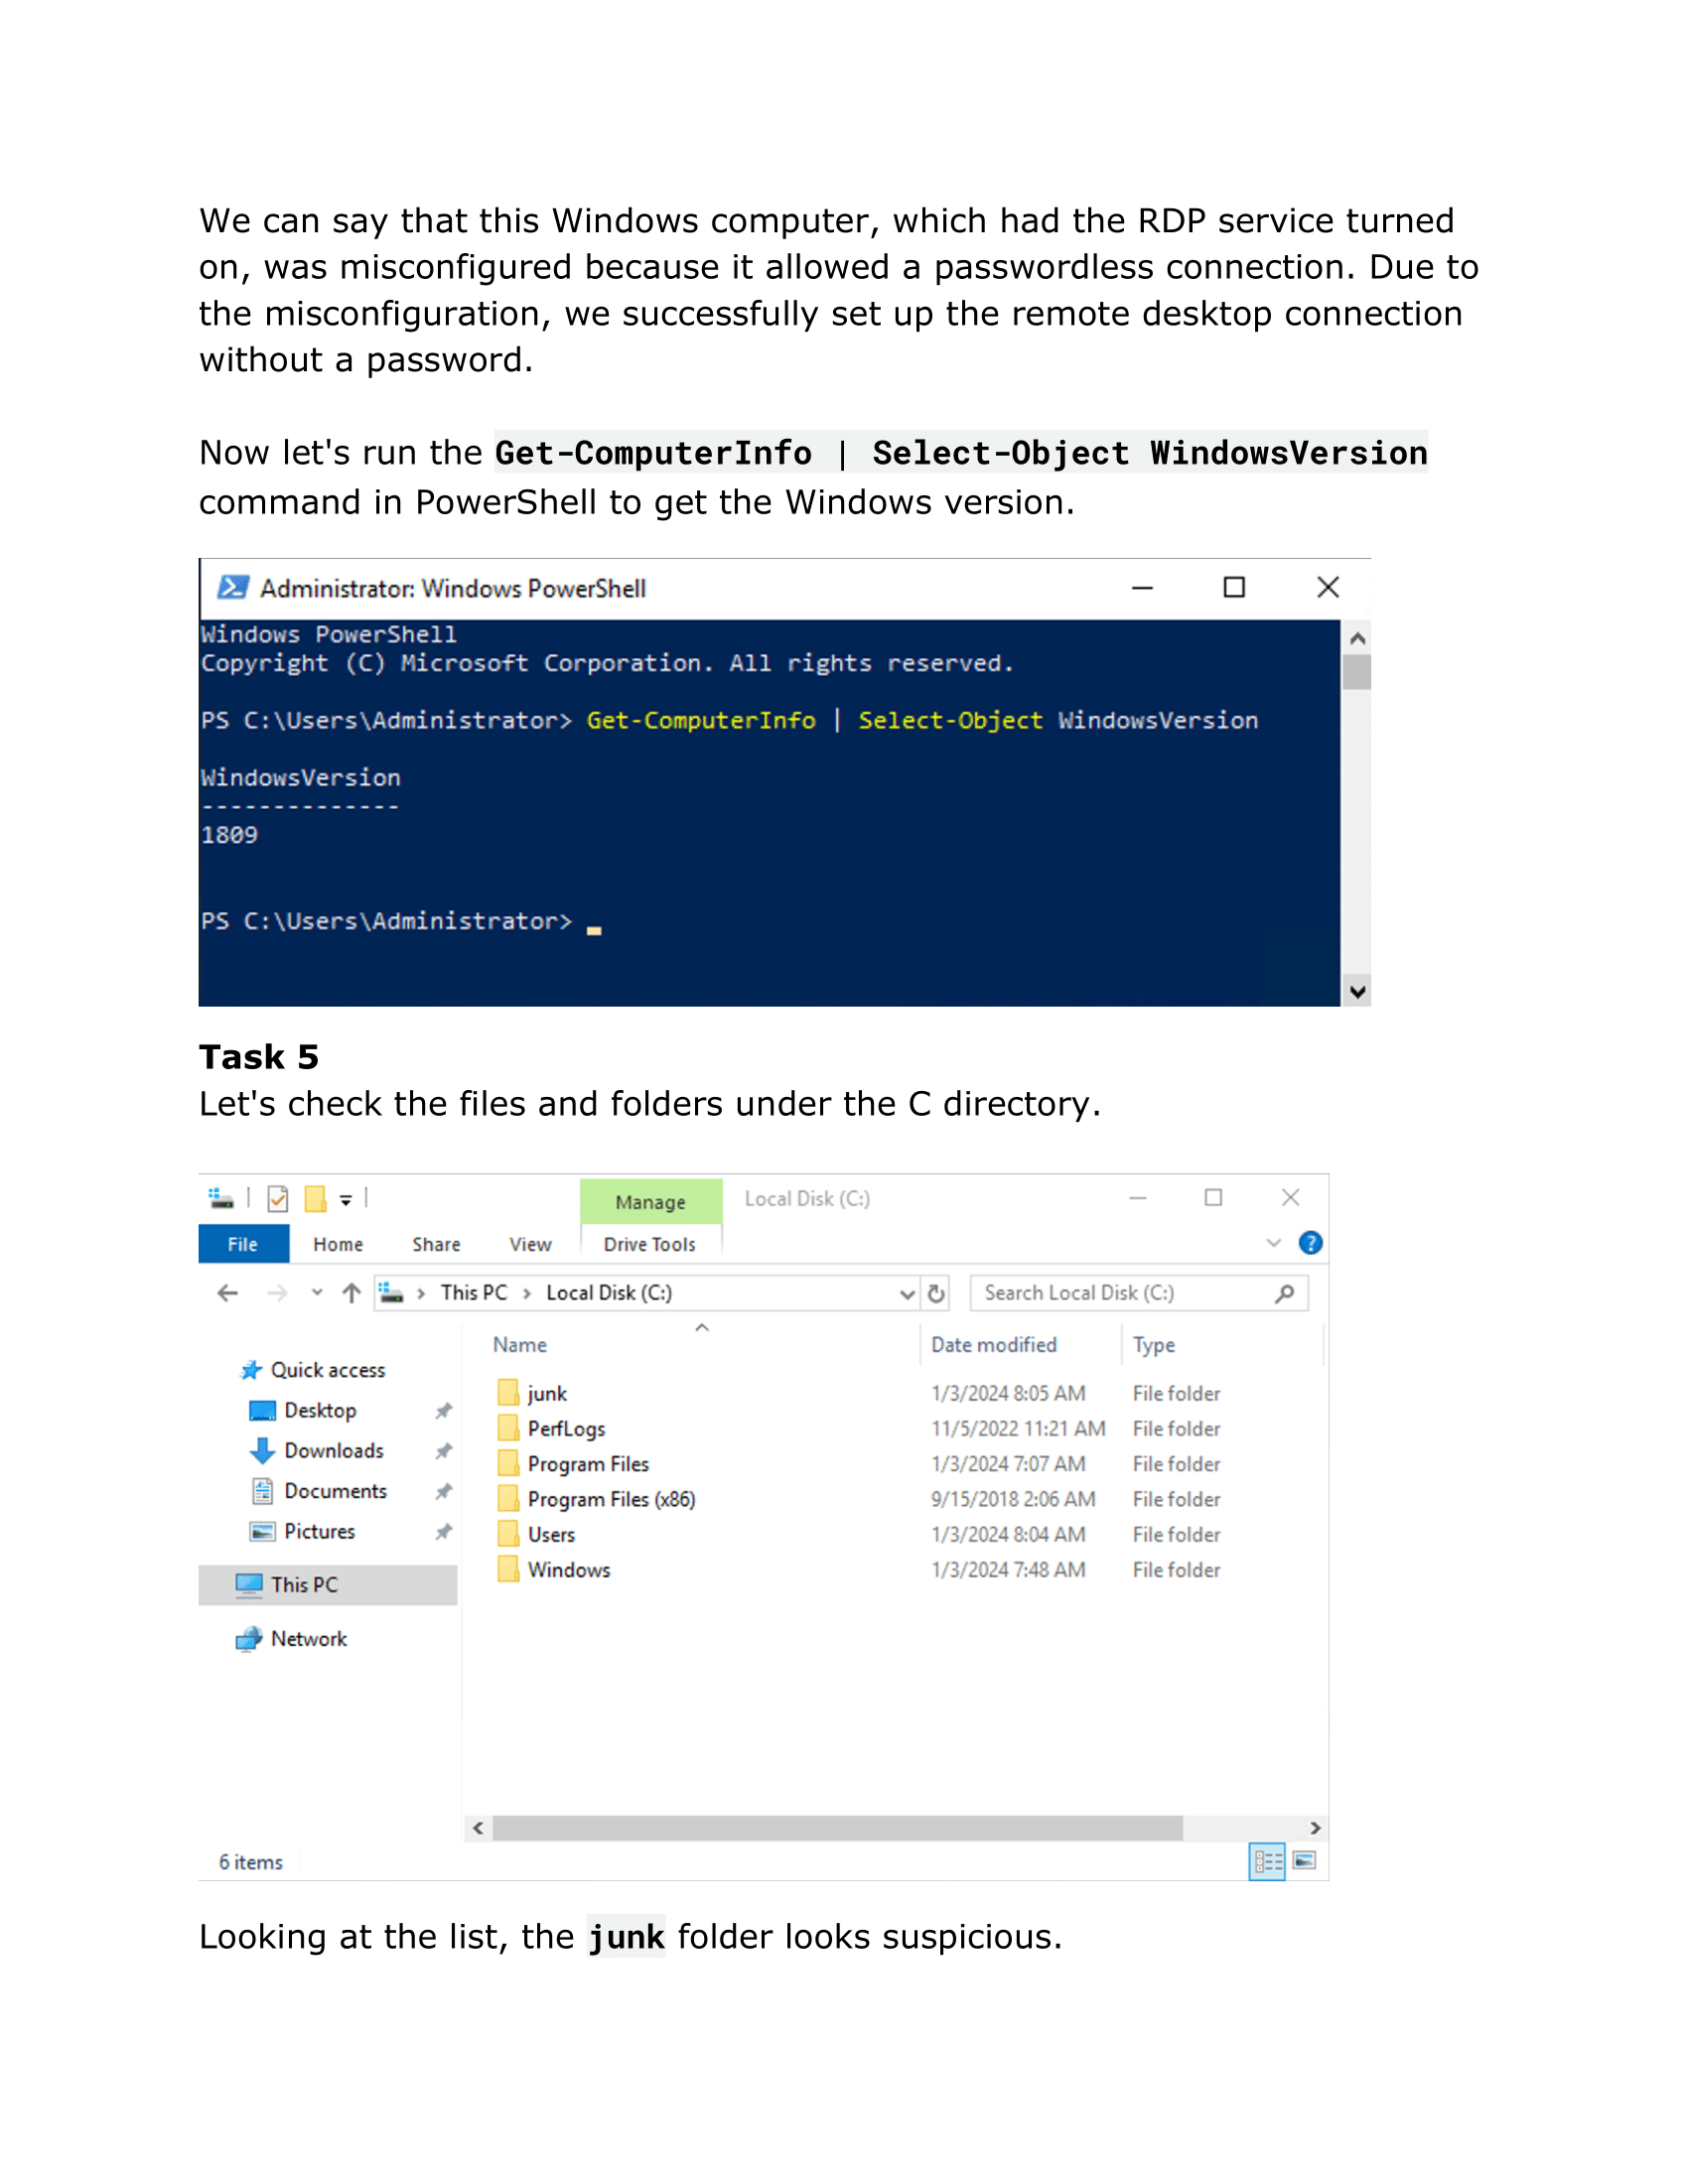 We can say that this Windows computer, which had the RDP service turned
on, was misconfigured because it allowed a passwordless connection. Due to
the misconfiguration, we successfully set up the remote desktop connection
without a password.
Now let's run the Get-ComputerInfo | Select-Object WindowsVersion
command in PowerShell to get the Windows version.
Administrator: Windows PowerShell
Windows PowerShell
Copyright (C) Microsoft Corporation. All rights reserved.
PS C:\Users\Administrator> Get-ComputerInfo | Select-Object WindowsVersion
WindowsVersion
--------------
1809
PS C:\Users\Administrator>
Task 5
Let's check the files and folders under the C directory.
Manage Local Disk (C:)
File Home Share View Drive Tools
This PC > Local Disk (C:) Search Local Disk (C:)
Name Date modified Type
Quick access
Desktop
Downloads
Documents
Pictures
This PC
Network
junk 1/3/2024 8:05 AM File folder
PerfLogs 11/5/2022 11:21 AM File folder
Program Files 1/3/2024 7:07 AM File folder
Program Files (x86) 9/15/2018 2:06 AM File folder
Users 1/3/2024 8:04 AM File folder
Windows 1/3/2024 7:48 AM File folder
6 items
Looking at the list, the junk folder looks suspicious.